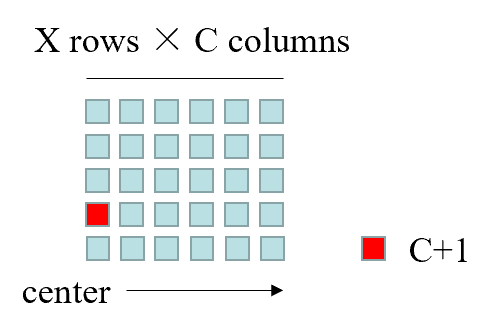 X rows × C columns
C+1
center